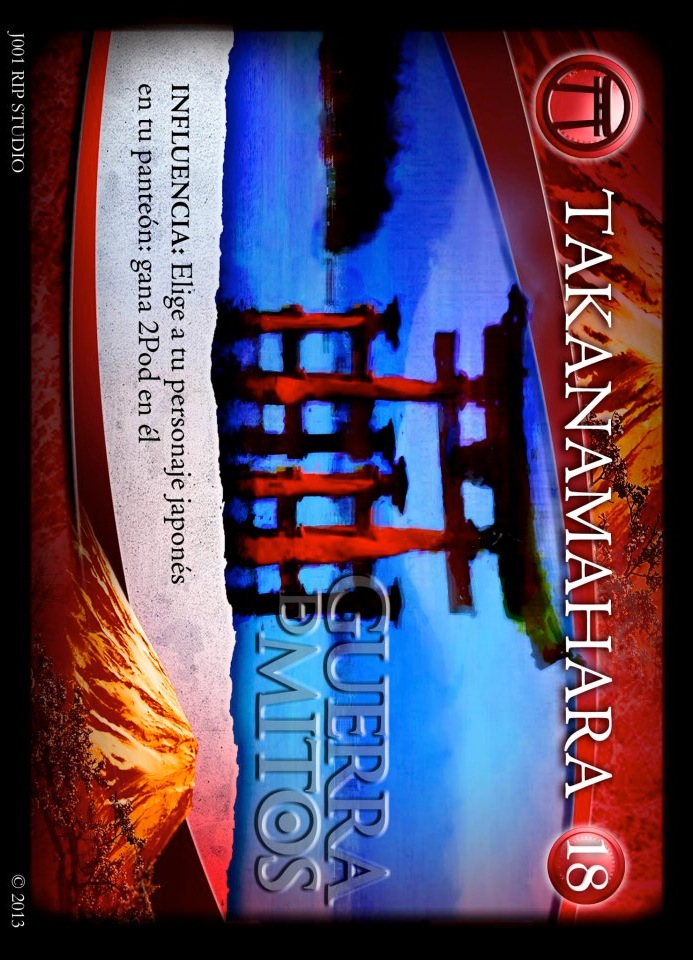 TAKANAMAHARA 18
GUERRA
ÐMITOS
INFLUENCIA: Elige a tu personaje japonés
en tu panteón: gana 2Pod en él
J001 RIP STUDIO © 2013